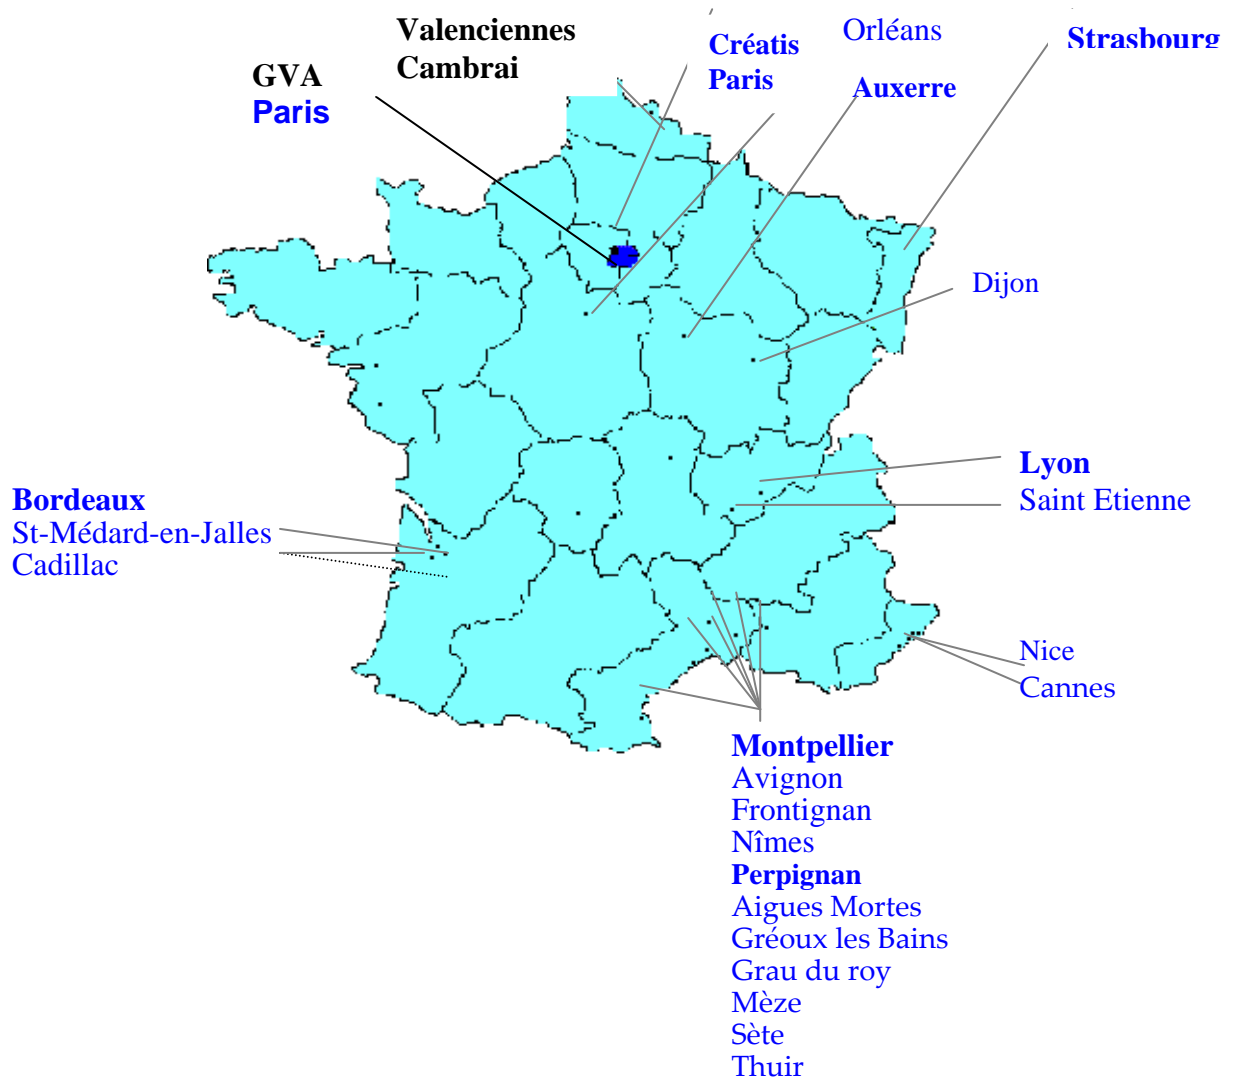 Valenciennes
Cambrai
GVA
Paris
Créatis
Paris
Orléans
Auxerre
Strasbourg
Dijon
Lyon
Saint Etienne
Bordeaux
St-Médard-en-Jalles
Cadillac
Nice
Cannes
Montpellier
Avignon
Frontignan
Nîmes
Perpignan
Aigues Mortes
Gréoux les Bains
Grau du roy
Mèze
Sète
Thuir